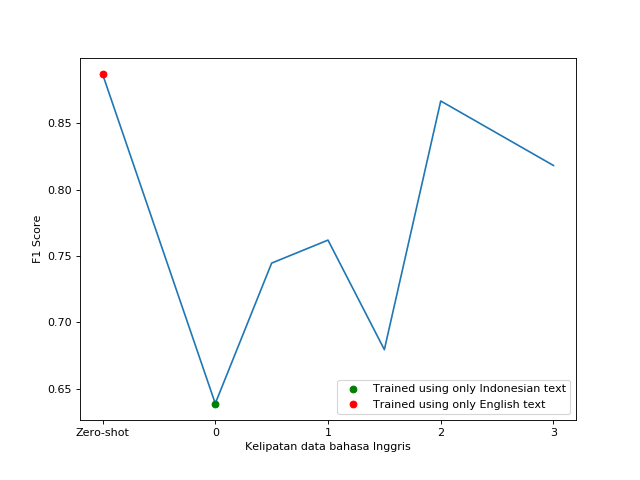 0.85
0.80
0.75
0.70
0.65
F1 Score
Trained using only Indonesian text
Trained using only English text
Zero-shot 0 1 2 3
Kelipatan data bahasa Inggris